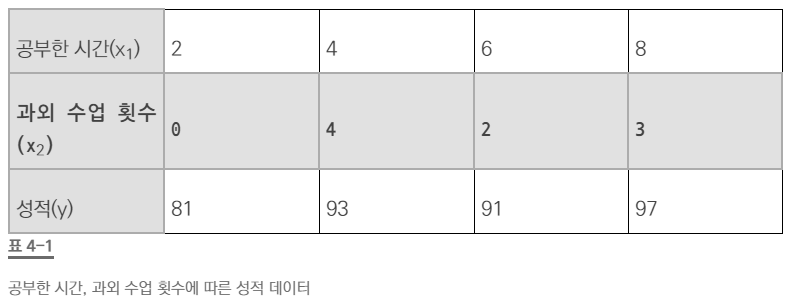 공부한 시간(x₁) 2 4 6 8
과외 수업 횟수
(x₂) 0 4 2 3
성적(y) 81 93 91 97
표 4-1
공부한 시간, 과외 수업 횟수에 따른 성적 데이터